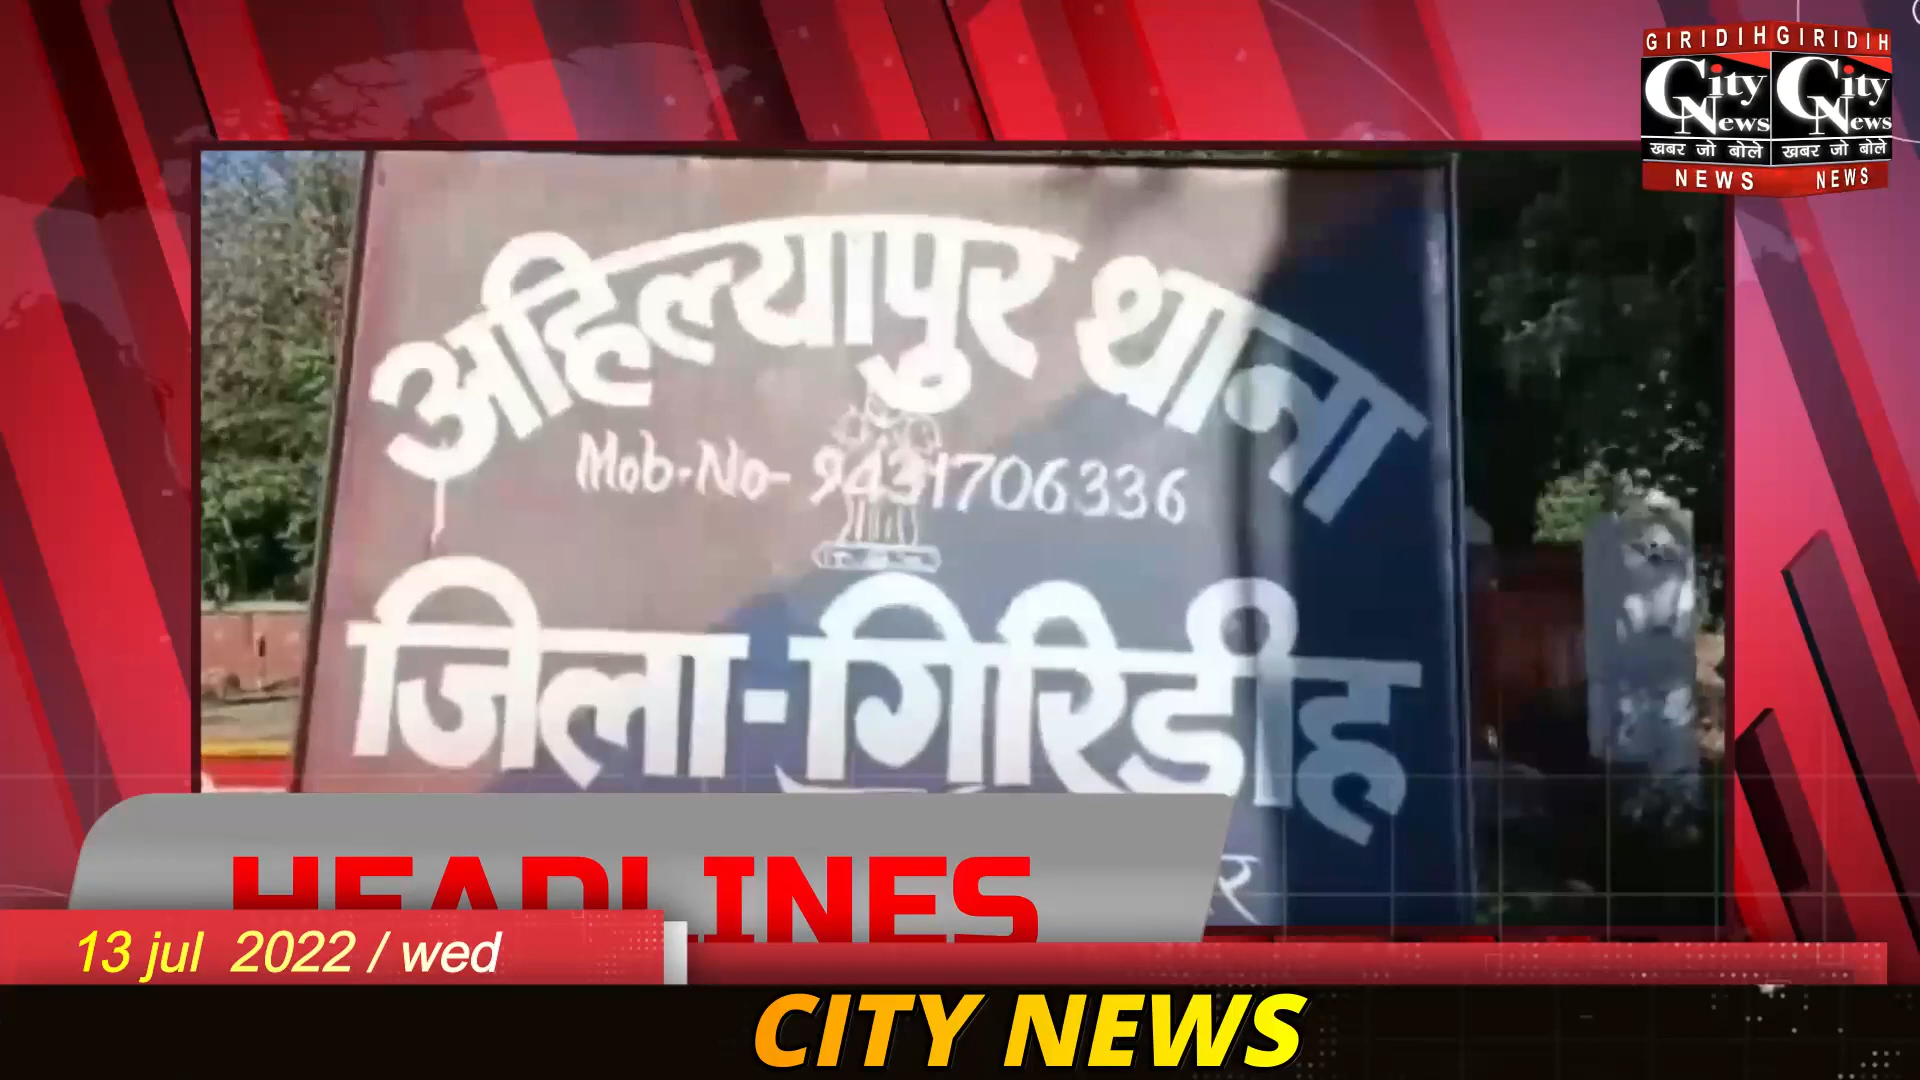 GIRIDIH GIRIDIH
City News City News
खबर जो बोले खबर जो बोले
NEWS NEWS
अहिल्यापुर थाना
Mob.No- 9431706336
जिला-गिरिडीह
HEADLINES
13 jul 2022 / wed
CITY NEWS